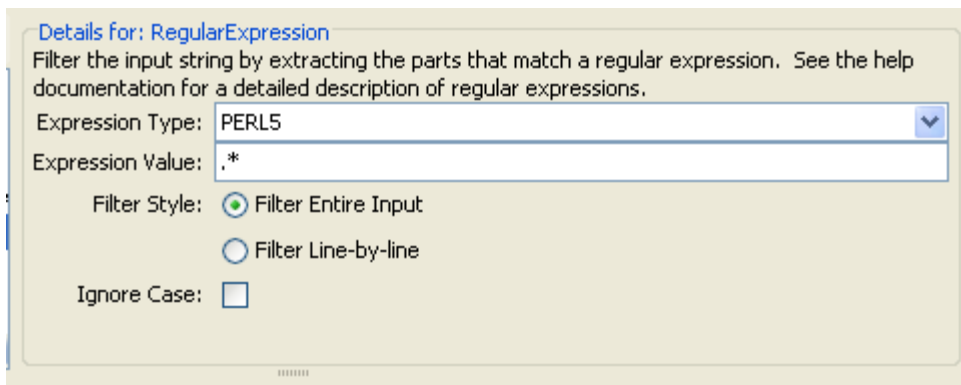 Details for: RegularExpression
Filter the input string by extracting the parts that match a regular expression.  See the help
documentation for a detailed description of regular expressions.
Expression Type: PERL5
Expression Value: .*
Filter Style: Filter Entire Input
Filter Line-by-line
Ignore Case: